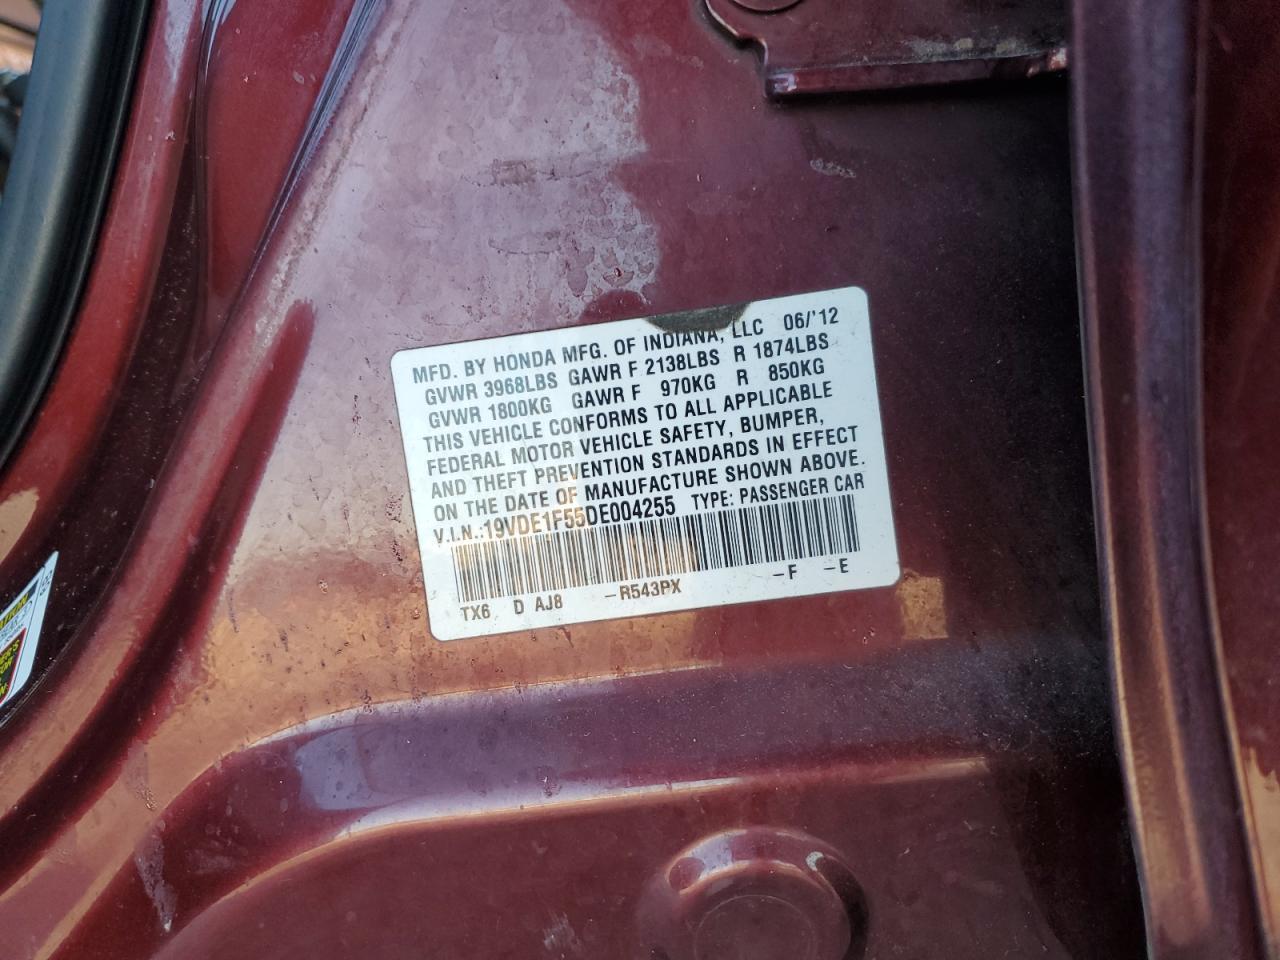 MFD. BY HONDA MFG. OF INDIANA, LLC 06/'12
GVWR 3968LBS GAWR F 2138LBS R 1874LBS
GVWR 1800KG GAWR F 970KG R 850KG
THIS VEHICLE CONFORMS TO ALL APPLICABLE
FEDERAL MOTOR VEHICLE SAFETY, BUMPER,
AND THEFT PREVENTION STANDARDS IN EFFECT
ON THE DATE OF MANUFACTURE SHOWN ABOVE.
V.I.N.:19VDE1F55DE004255 TYPE: PASSENGER CAR
TX6 D AJ8 -R543PX -F -E